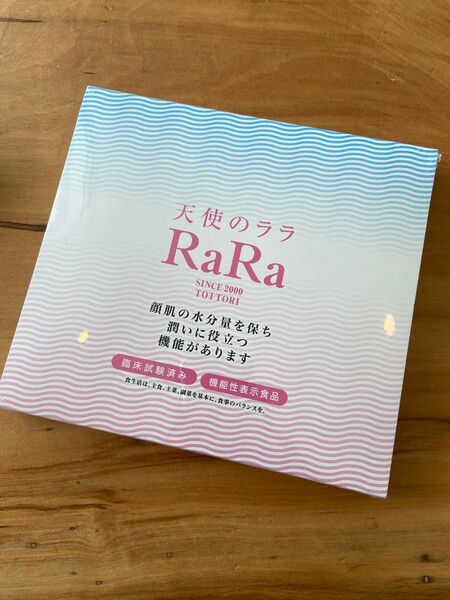 天使のララ
RaRa
SINCE 2000
TOTTORI
顔肌の水分量を保ち
潤いに役立つ
機能があります
臨床試験済み 機能性表示食品
食生活は、主食、主菜、副菜を基本に、食事のバランスを。